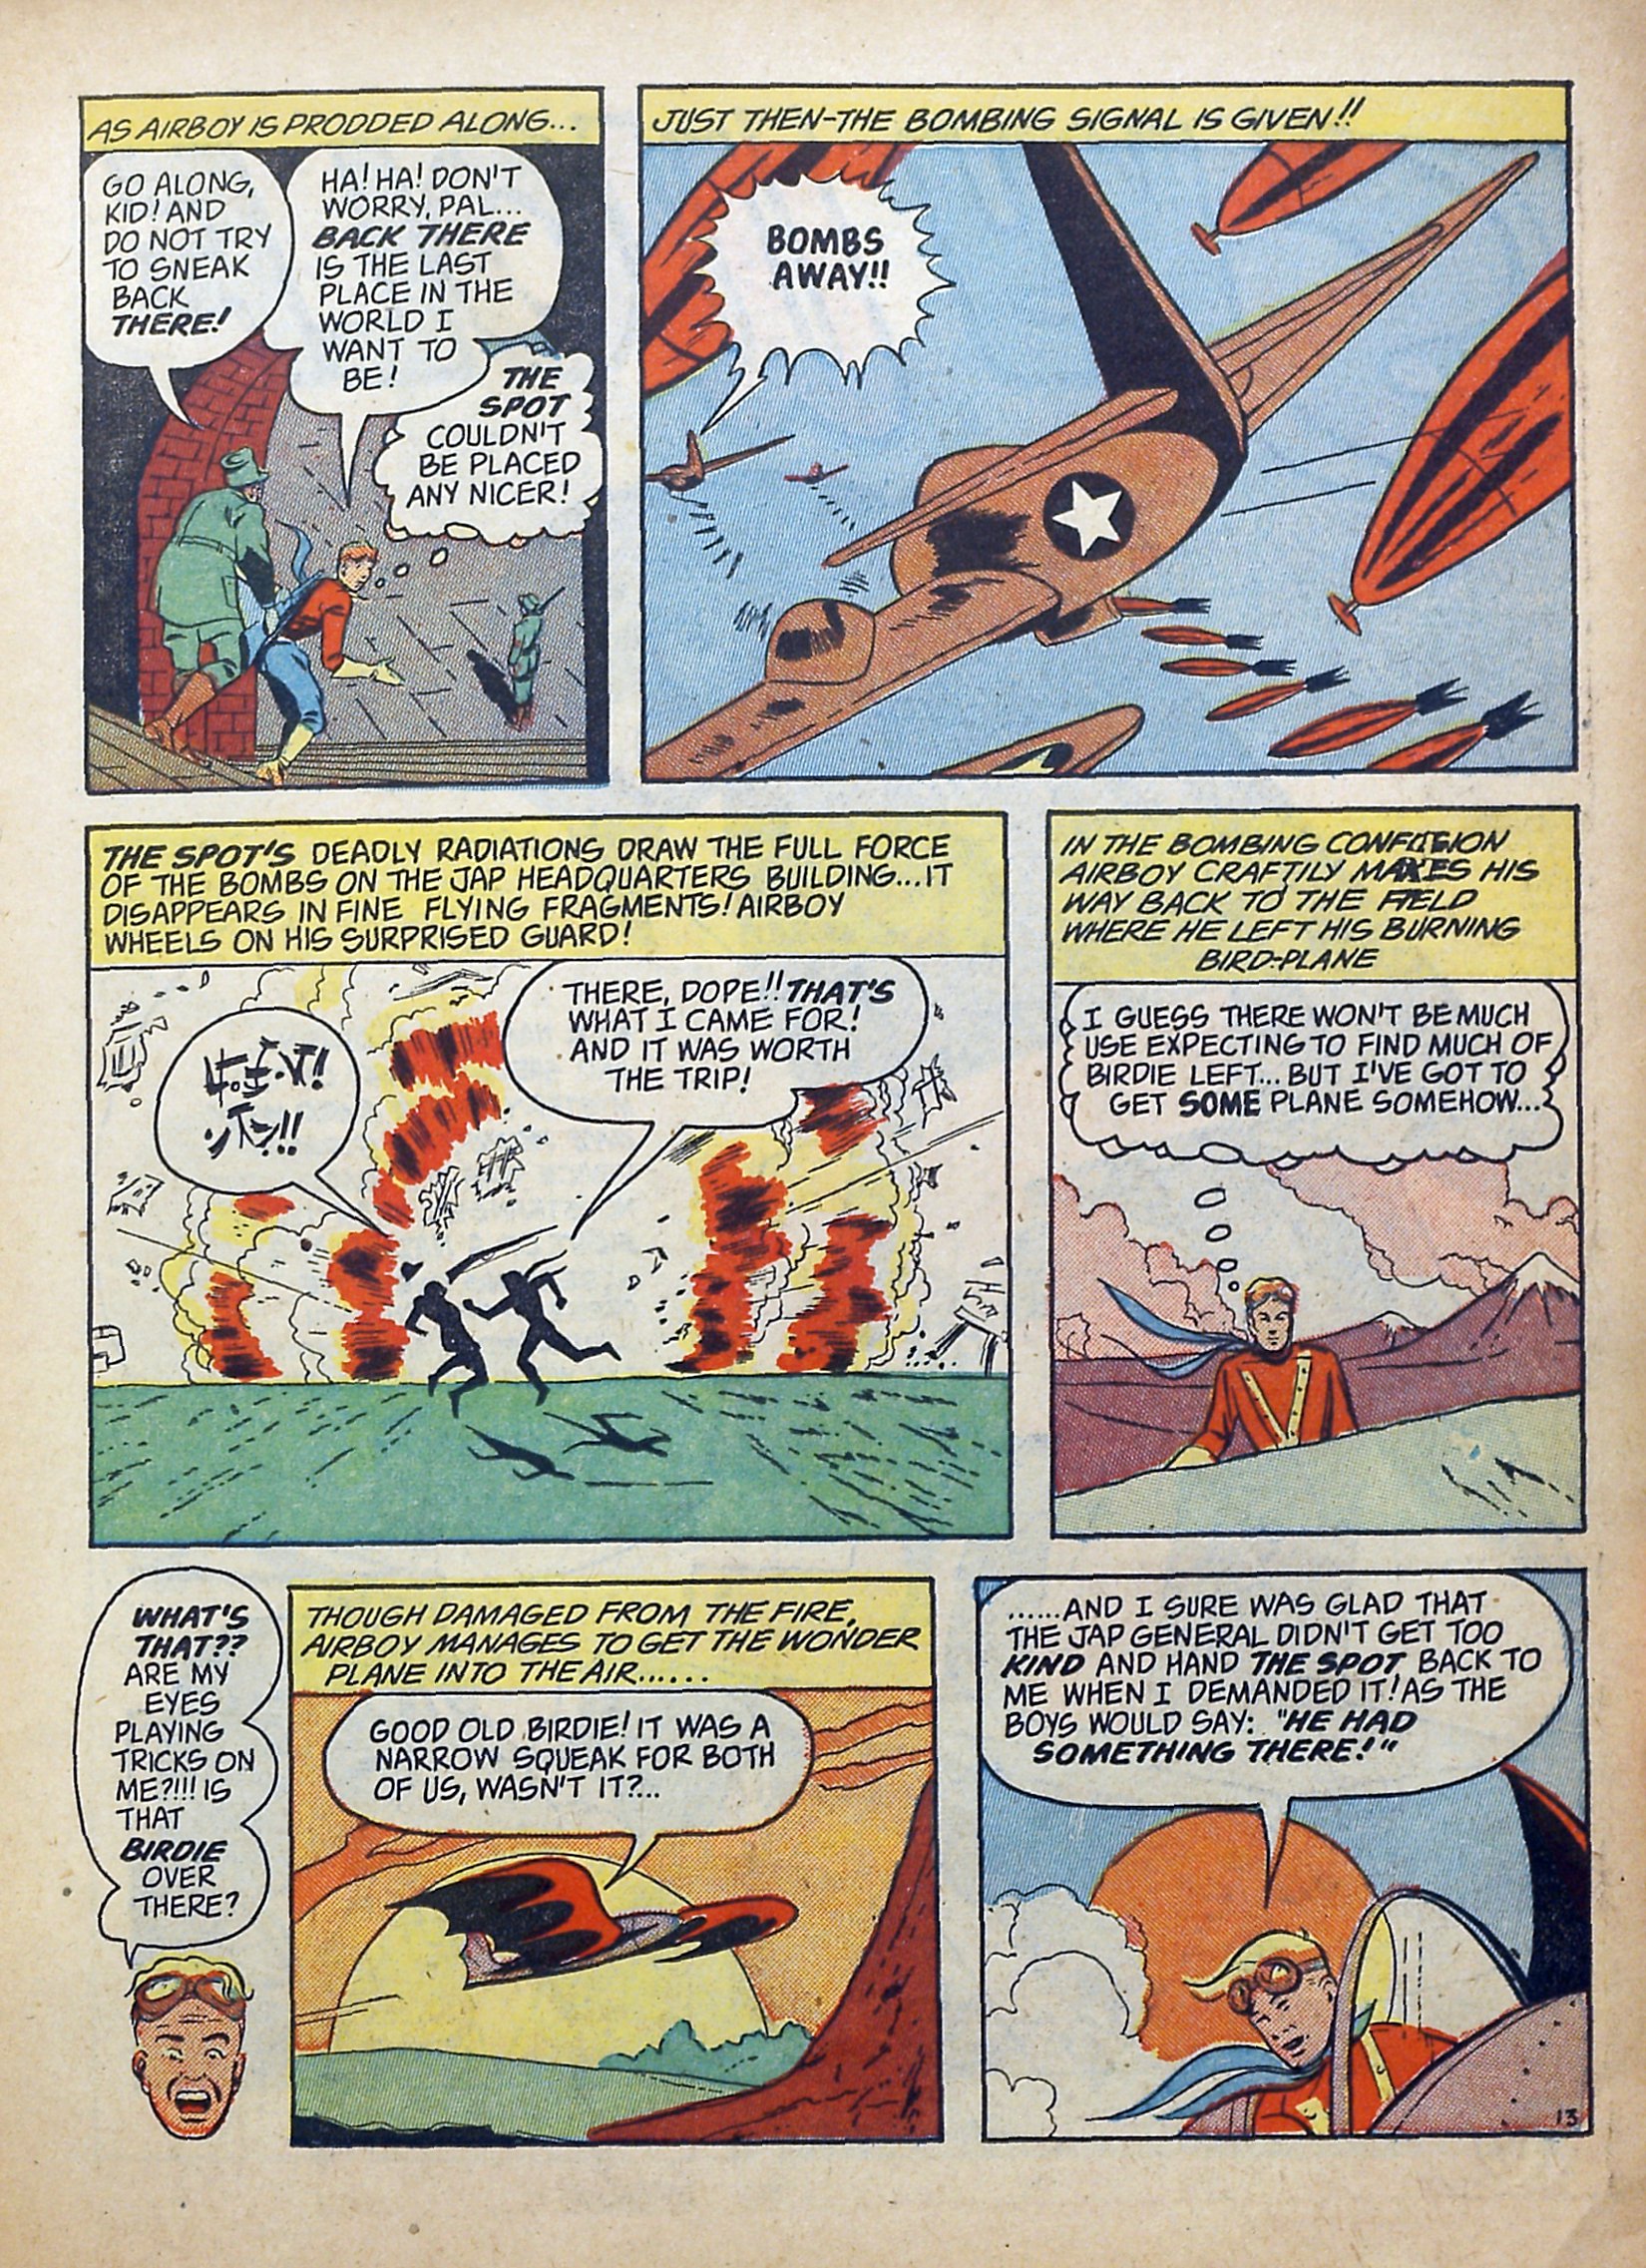 AS AIRBOY IS PRODDED ALONG...
GO ALONG,
KID! AND
DO NOT TRY
TO SNEAK
BACK
THERE!
HA! HA! DON'T
WORRY, PAL...
BACK THERE
IS THE LAST
PLACE IN THE
WORLD I
WANT TO
BE!
THE
SPOT
COULDN'T
BE PLACED
ANY NICER!
JUST THEN-THE BOMBING SIGNAL IS GIVEN!!
BOMBS
AWAY!!
THE SPOT'S DEADLY RADIATIONS DRAW THE FULL FORCE
OF THE BOMBS ON THE JAP HEADQUARTERS BUILDING...IT
DISAPPEARS IN FINE FLYING FRAGMENTS! AIRBOY
WHEELS ON HIS SURPRISED GUARD!
THERE, DOPE!! THAT'S
WHAT I CAME FOR!
AND IT WAS WORTH
THE TRIP!
IN THE BOMBING CONFUSION
AIRBOY CRAFTILY MAKES HIS
WAY BACK TO THE FIELD
WHERE HE LEFT HIS BURNING
BIRD-PLANE
I GUESS THERE WON'T BE MUCH
USE EXPECTING TO FIND MUCH OF
BIRDIE LEFT... BUT I'VE GOT TO
GET SOME PLANE SOMEHOW...
WHAT'S
THAT??
ARE MY
EYES
PLAYING
TRICKS ON
ME?!!! IS
THAT
BIRDIE
OVER
THERE?
THOUGH DAMAGED FROM THE FIRE,
AIRBOY MANAGES TO GET THE WONDER
PLANE INTO THE AIR......
GOOD OLD BIRDIE! IT WAS A
NARROW SQUEAK FOR BOTH
OF US, WASN'T IT?...
......AND I SURE WAS GLAD THAT
THE JAP GENERAL DIDN'T GET TOO
KIND AND HAND THE SPOT BACK TO
ME WHEN I DEMANDED IT! AS THE
BOYS WOULD SAY: "HE HAD
SOMETHING THERE!"
13